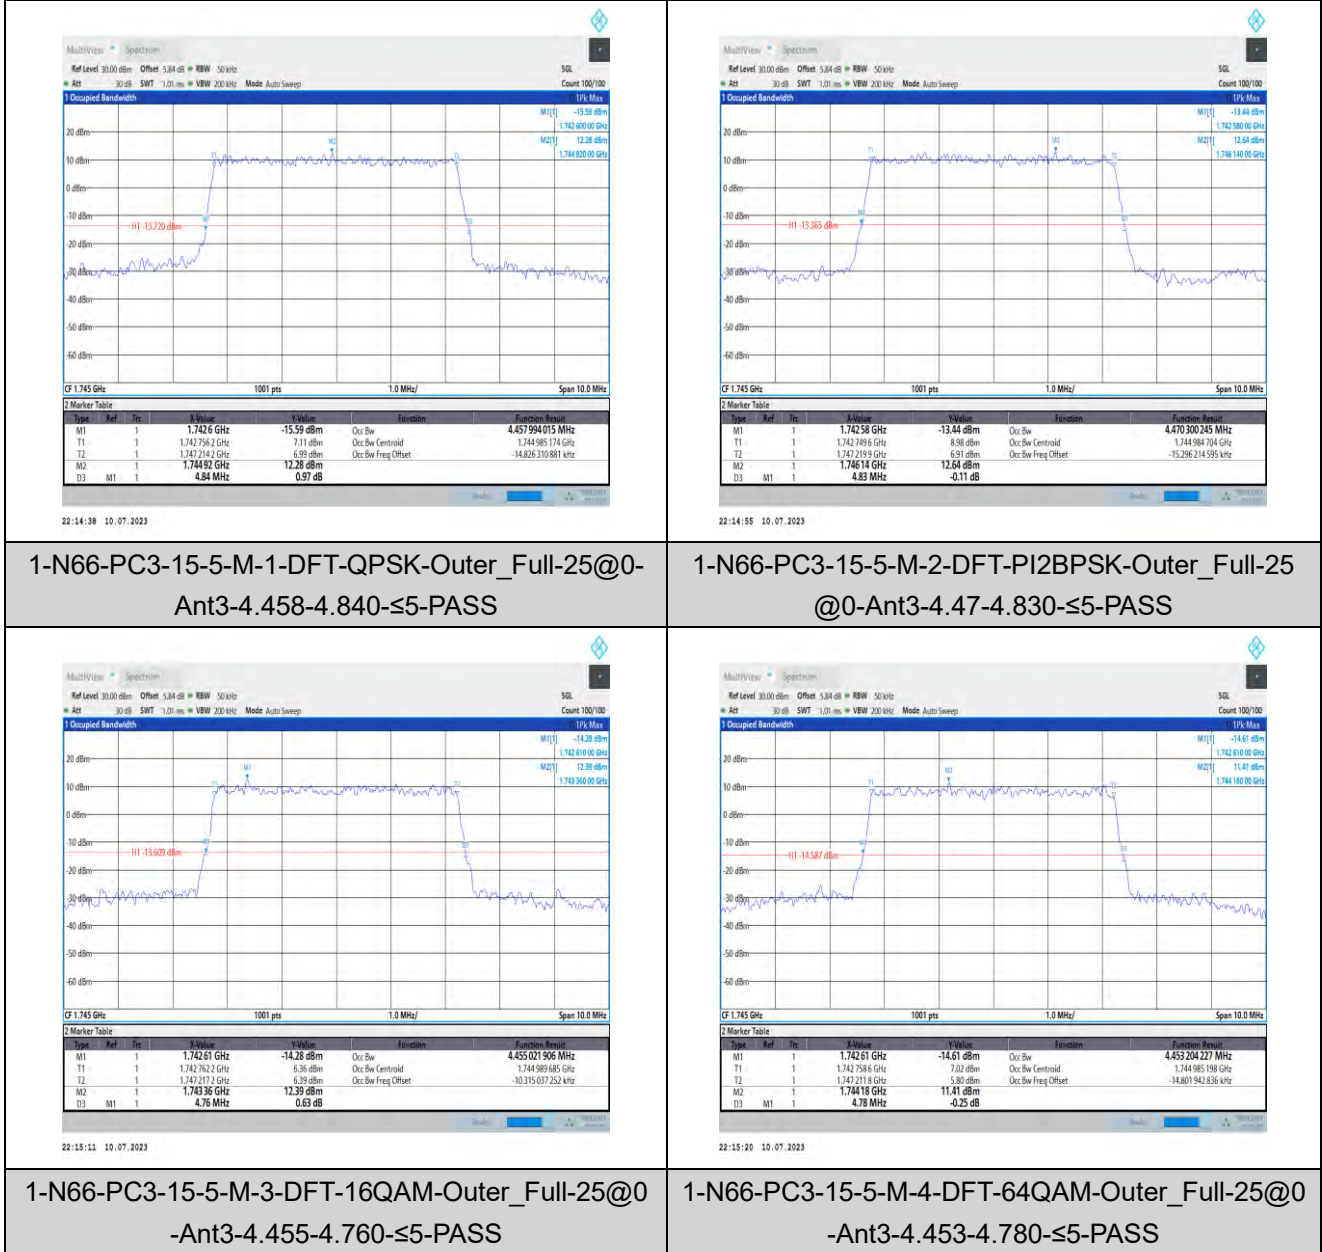 MultiView Spectrum
Ref Level 30.00 dBm Offset 5.84 dB RBW 50 kHz SGL
Att 30 dB SWT 1.01 ms VBW 200 kHz Mode Auto Sweep Count 100/100
1 Occupied Bandwidth 1Pk Max
M1[1] -15.59 dBm
1.742 600 00 GHz
M2[1] 12.28 dBm
1.744 920 00 GHz
20 dBm
10 dBm
0 dBm
-10 dBm
H1 -13.720 dBm
-20 dBm
-30 dBm
-40 dBm
-50 dBm
-60 dBm
CF 1.745 GHz 1001 pts 1.0 MHz/ Span 10.0 MHz
2 Marker Table
Type Ref Trc X-Value Y-Value Function Function Result
M1 1 1.742 6 GHz -15.59 dBm Occ Bw 4.457 994 015 MHz
T1 1 1.742 756 2 GHz 7.11 dBm Occ Bw Centroid 1.744 985 174 GHz
T2 1 1.747 214 2 GHz 6.99 dBm Occ Bw Freq Offset -14.826 310 881 kHz
M2 1 1.744 92 GHz 12.28 dBm
D3 M1 1 4.84 MHz 0.97 dB
22:14:38 10.07.2023
1-N66-PC3-15-5-M-1-DFT-QPSK-Outer_Full-25@0-
Ant3-4.458-4.840-≤5-PASS
MultiView Spectrum
Ref Level 30.00 dBm Offset 5.84 dB RBW 50 kHz SGL
Att 30 dB SWT 1.01 ms VBW 200 kHz Mode Auto Sweep Count 100/100
1 Occupied Bandwidth 1Pk Max
M1[1] -13.44 dBm
1.742 580 00 GHz
M2[1] 12.64 dBm
1.746 140 00 GHz
20 dBm
10 dBm
0 dBm
-10 dBm
H1 -13.365 dBm
-20 dBm
-30 dBm
-40 dBm
-50 dBm
-60 dBm
CF 1.745 GHz 1001 pts 1.0 MHz/ Span 10.0 MHz
2 Marker Table
Type Ref Trc X-Value Y-Value Function Function Result
M1 1 1.742 58 GHz -13.44 dBm Occ Bw 4.470 300 245 MHz
T1 1 1.742 749 6 GHz 8.98 dBm Occ Bw Centroid 1.744 984 704 GHz
T2 1 1.747 219 9 GHz 6.91 dBm Occ Bw Freq Offset -15.296 214 595 kHz
M2 1 1.746 14 GHz 12.64 dBm
D3 M1 1 4.83 MHz -0.11 dB
22:14:55 10.07.2023
1-N66-PC3-15-5-M-2-DFT-PI2BPSK-Outer_Full-25
@0-Ant3-4.47-4.830-≤5-PASS
MultiView Spectrum
Ref Level 30.00 dBm Offset 5.84 dB RBW 50 kHz SGL
Att 30 dB SWT 1.01 ms VBW 200 kHz Mode Auto Sweep Count 100/100
1 Occupied Bandwidth 1Pk Max
M1[1] -14.28 dBm
1.742 610 00 GHz
M2[1] 12.39 dBm
1.743 360 00 GHz
20 dBm
10 dBm
0 dBm
-10 dBm
H1 -13.609 dBm
-20 dBm
-30 dBm
-40 dBm
-50 dBm
-60 dBm
CF 1.745 GHz 1001 pts 1.0 MHz/ Span 10.0 MHz
2 Marker Table
Type Ref Trc X-Value Y-Value Function Function Result
M1 1 1.742 61 GHz -14.28 dBm Occ Bw 4.455 021 906 MHz
T1 1 1.742 762 2 GHz 6.36 dBm Occ Bw Centroid 1.744 989 685 GHz
T2 1 1.747 217 2 GHz 6.39 dBm Occ Bw Freq Offset -10.315 037 252 kHz
M2 1 1.743 36 GHz 12.39 dBm
D3 M1 1 4.76 MHz 0.63 dB
22:15:11 10.07.2023
1-N66-PC3-15-5-M-3-DFT-16QAM-Outer_Full-25@0
-Ant3-4.455-4.760-≤5-PASS
MultiView Spectrum
Ref Level 30.00 dBm Offset 5.84 dB RBW 50 kHz SGL
Att 30 dB SWT 1.01 ms VBW 200 kHz Mode Auto Sweep Count 100/100
1 Occupied Bandwidth 1Pk Max
M1[1] -14.61 dBm
1.742 610 00 GHz
M2[1] 11.41 dBm
1.744 180 00 GHz
20 dBm
10 dBm
0 dBm
-10 dBm
H1 -14.587 dBm
-20 dBm
-30 dBm
-40 dBm
-50 dBm
-60 dBm
CF 1.745 GHz 1001 pts 1.0 MHz/ Span 10.0 MHz
2 Marker Table
Type Ref Trc X-Value Y-Value Function Function Result
M1 1 1.742 61 GHz -14.61 dBm Occ Bw 4.453 204 227 MHz
T1 1 1.742 758 6 GHz 7.02 dBm Occ Bw Centroid 1.744 985 198 GHz
T2 1 1.747 211 8 GHz 5.80 dBm Occ Bw Freq Offset -14.801 942 836 kHz
M2 1 1.744 18 GHz 11.41 dBm
D3 M1 1 4.78 MHz -0.25 dB
22:15:20 10.07.2023
1-N66-PC3-15-5-M-4-DFT-64QAM-Outer_Full-25@0
-Ant3-4.453-4.780-≤5-PASS